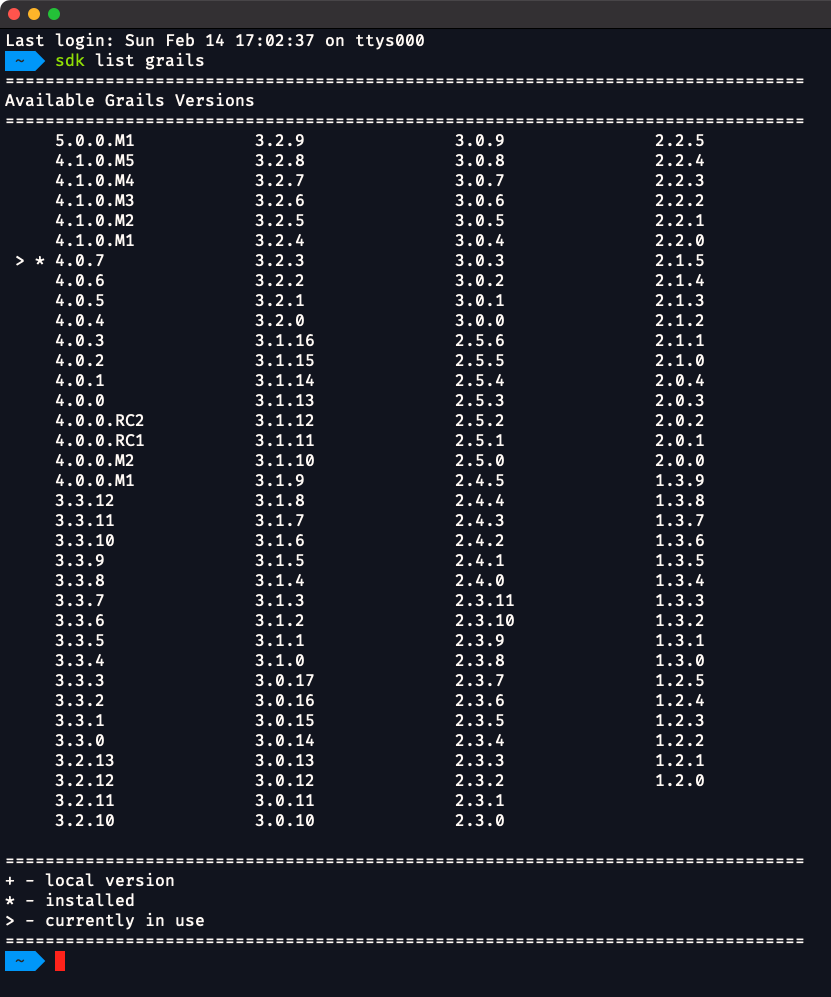 Last login: Sun Feb 14 17:02:37 on ttys000
~ sdk list grails
================================================================================
Available Grails Versions
================================================================================
     5.0.0.M1            3.2.9               3.0.9               2.2.5
     4.1.0.M5            3.2.8               3.0.8               2.2.4
     4.1.0.M4            3.2.7               3.0.7               2.2.3
     4.1.0.M3            3.2.6               3.0.6               2.2.2
     4.1.0.M2            3.2.5               3.0.5               2.2.1
     4.1.0.M1            3.2.4               3.0.4               2.2.0
 > * 4.0.7               3.2.3               3.0.3               2.1.5
     4.0.6               3.2.2               3.0.2               2.1.4
     4.0.5               3.2.1               3.0.1               2.1.3
     4.0.4               3.2.0               3.0.0               2.1.2
     4.0.3               3.1.16              2.5.6               2.1.1
     4.0.2               3.1.15              2.5.5               2.1.0
     4.0.1               3.1.14              2.5.4               2.0.4
     4.0.0               3.1.13              2.5.3               2.0.3
     4.0.0.RC2           3.1.12              2.5.2               2.0.2
     4.0.0.RC1           3.1.11              2.5.1               2.0.1
     4.0.0.M2            3.1.10              2.5.0               2.0.0
     4.0.0.M1            3.1.9               2.4.5               1.3.9
     3.3.12              3.1.8               2.4.4               1.3.8
     3.3.11              3.1.7               2.4.3               1.3.7
     3.3.10              3.1.6               2.4.2               1.3.6
     3.3.9               3.1.5               2.4.1               1.3.5
     3.3.8               3.1.4               2.4.0               1.3.4
     3.3.7               3.1.3               2.3.11              1.3.3
     3.3.6               3.1.2               2.3.10              1.3.2
     3.3.5               3.1.1               2.3.9               1.3.1
     3.3.4               3.1.0               2.3.8               1.3.0
     3.3.3               3.0.17              2.3.7               1.2.5
     3.3.2               3.0.16              2.3.6               1.2.4
     3.3.1               3.0.15              2.3.5               1.2.3
     3.3.0               3.0.14              2.3.4               1.2.2
     3.2.13              3.0.13              2.3.3               1.2.1
     3.2.12              3.0.12              2.3.2               1.2.0
     3.2.11              3.0.11              2.3.1
     3.2.10              3.0.10              2.3.0
================================================================================
+ - local version
* - installed
> - currently in use
================================================================================
~